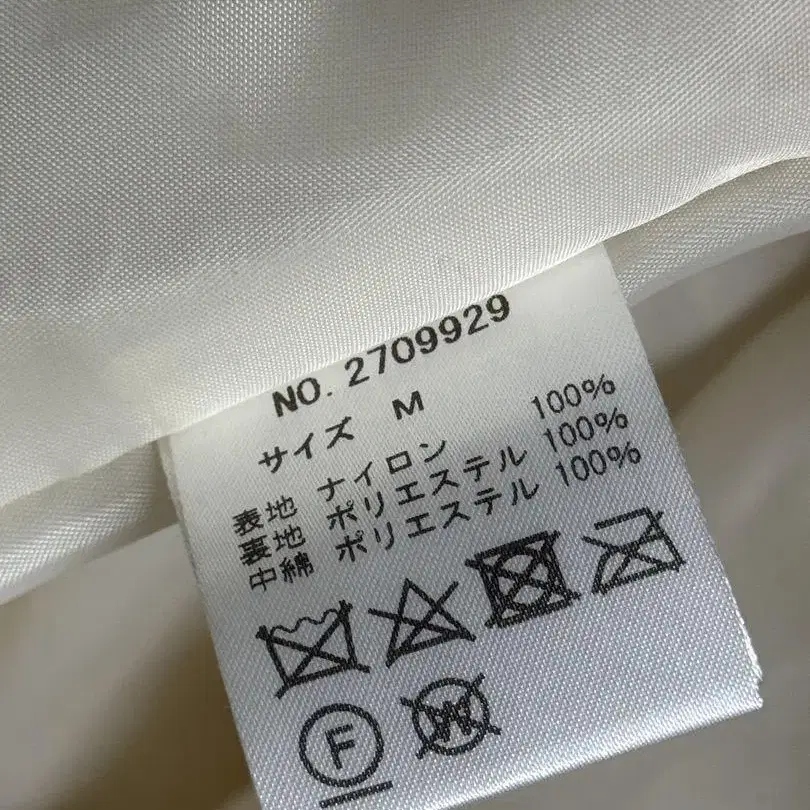 NO. 2709929
サイズ M
表地 ナイロン 100%
裏地 ポリエステル 100%
中綿 ポリエステル 100%
F W